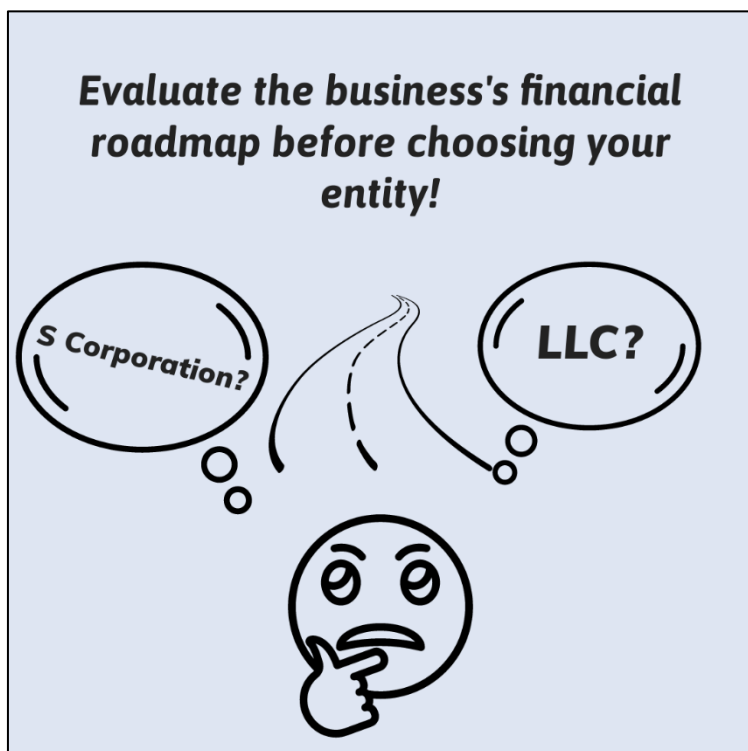 Evaluate the business's financial
roadmap before choosing your
entity!
S Corporation?
LLC?